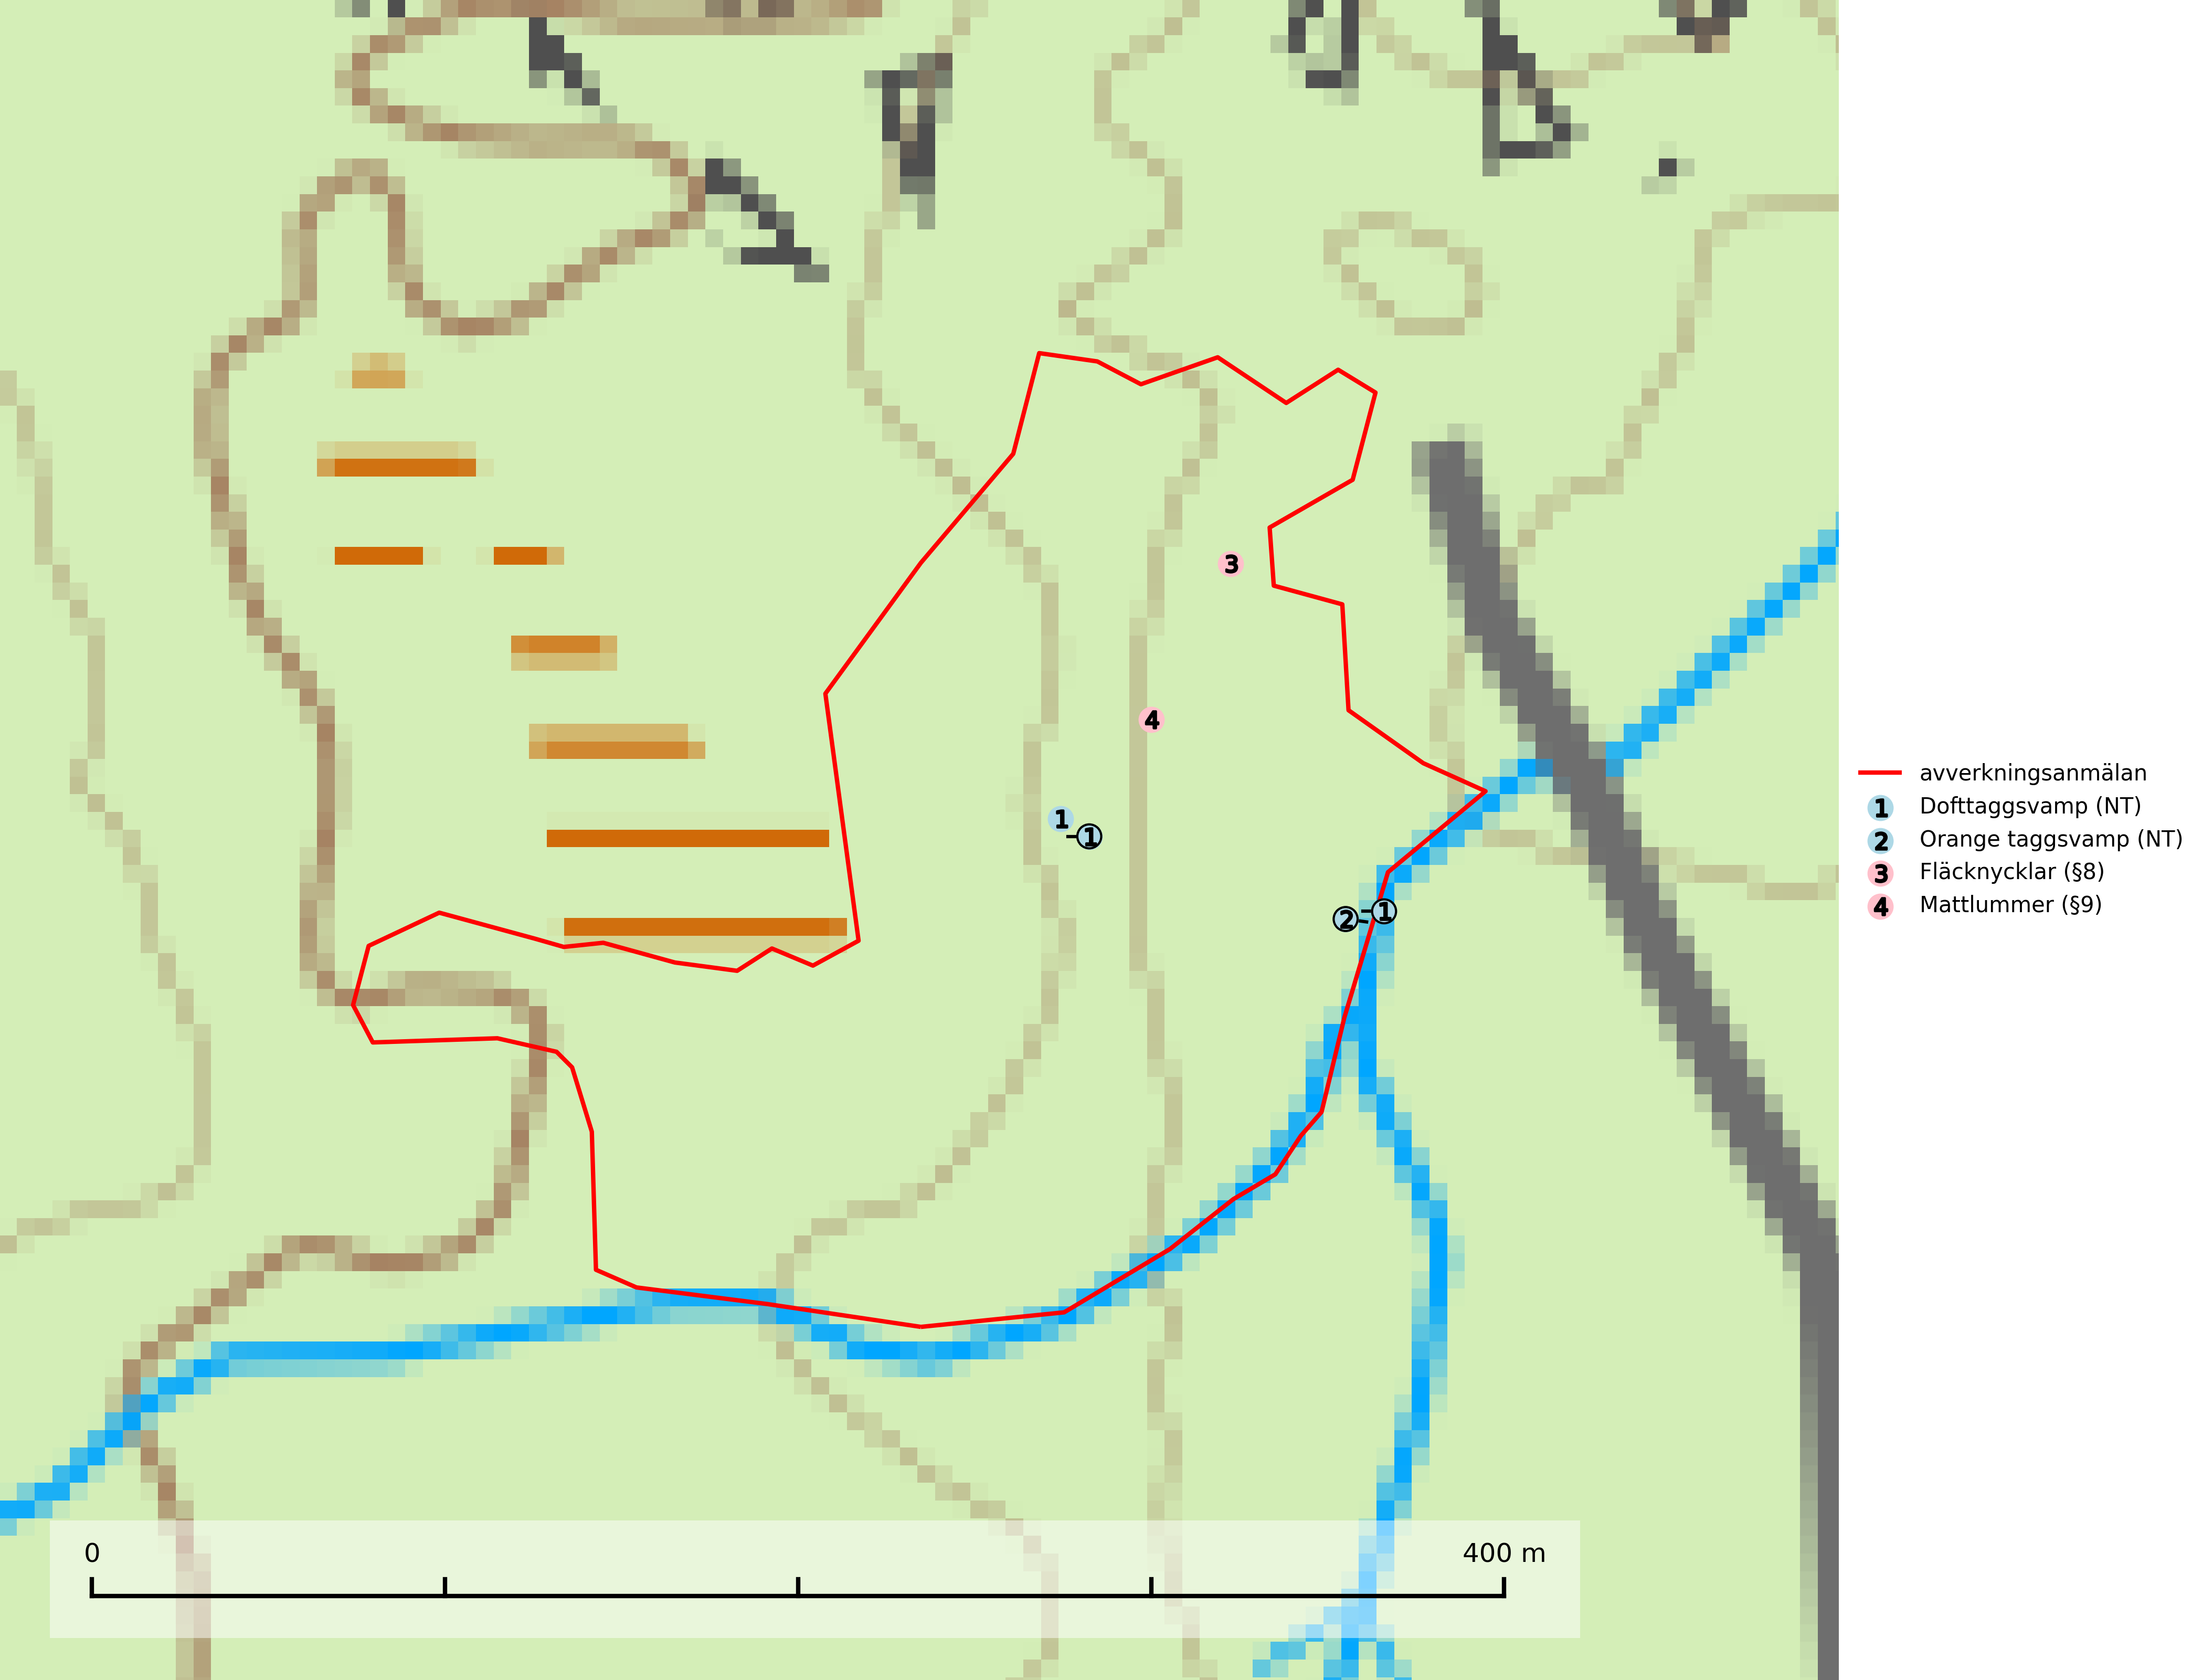 3
4
1
1
2
1
avverkningsanmälan
1 Dofttaggsvamp (NT)
2 Orange taggsvamp (NT)
3 Fläcknycklar (§8)
4 Mattlummer (§9)
0 400 m